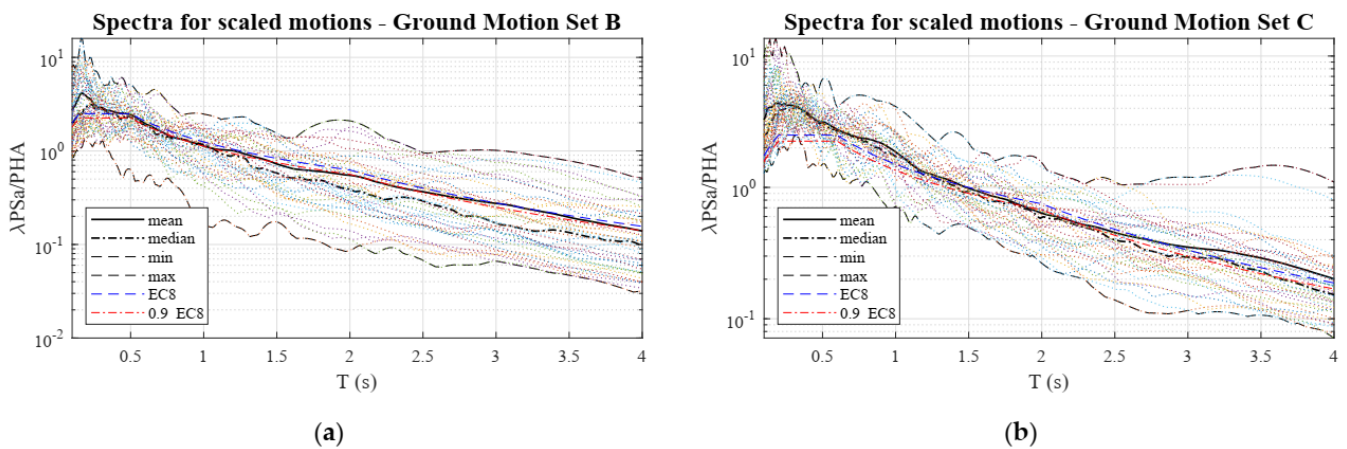 Spectra for scaled motions - Ground Motion Set B
10^1
10^0
10^-1
10^-2
λPSa/PHA
mean
median
min
max
EC8
0.9 EC8
0.5 1 1.5 2 2.5 3 3.5 4
T (s)
(a)
Spectra for scaled motions - Ground Motion Set C
10^1
10^0
10^-1
λPSa/PHA
mean
median
min
max
EC8
0.9 EC8
0.5 1 1.5 2 2.5 3 3.5 4
T (s)
(b)